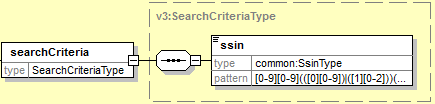 v3:SearchCriteriaType
searchCriteria
type SearchCriteriaType
ssin
type common:SsinType
pattern [0-9][0-9](([0][0-9])|([1][0-2]))(...